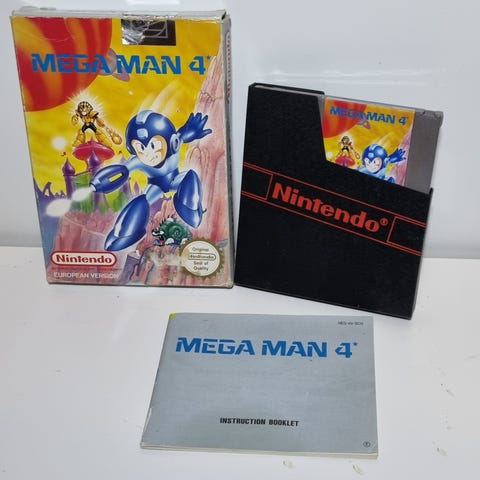 MEGA MAN 4*
Nintendo
EUROPEAN VERSION
Original
Nintendo
Seal of
Quality
MEGA MAN 4*
Nintendo®
MEGA MAN 4*
INSTRUCTION BOOKLET